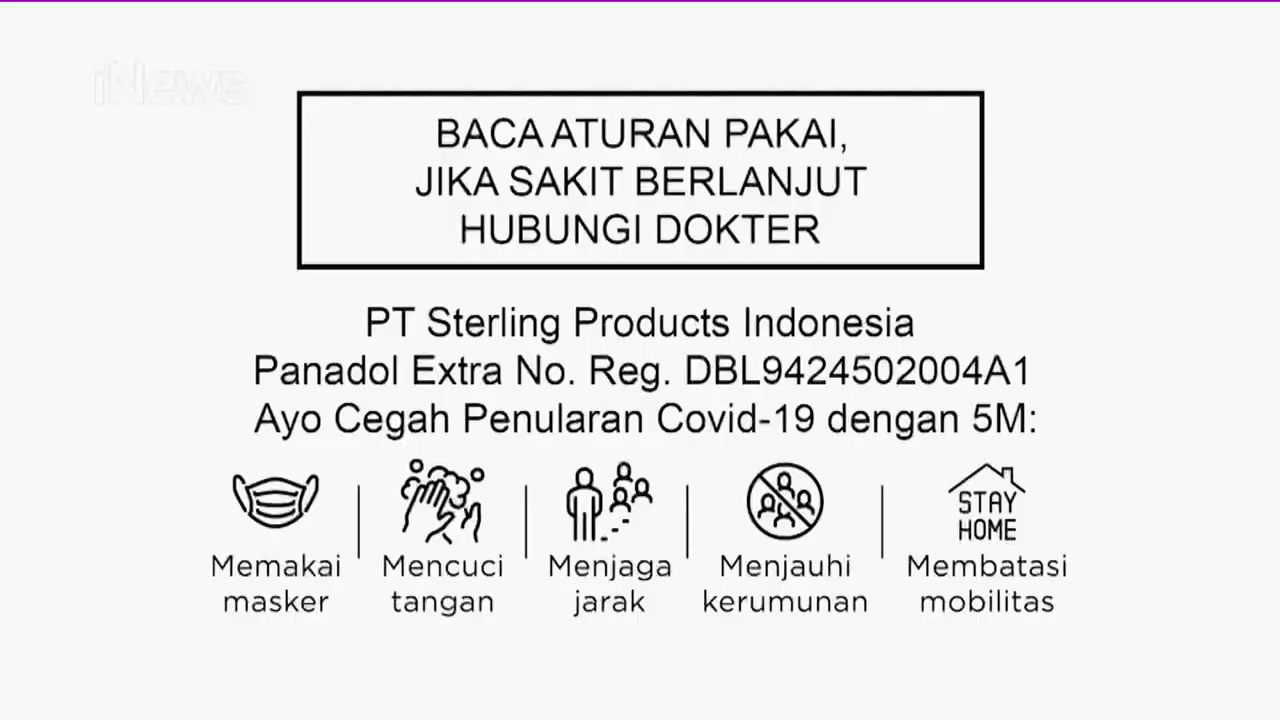 iNews
BACA ATURAN PAKAI,
JIKA SAKIT BERLANJUT
HUBUNGI DOKTER
PT Sterling Products Indonesia
Panadol Extra No. Reg. DBL9424502004A1
Ayo Cegah Penularan Covid-19 dengan 5M:
STAY
HOME
Memakai
masker
Mencuci
tangan
Menjaga
jarak
Menjauhi
kerumunan
Membatasi
mobilitas